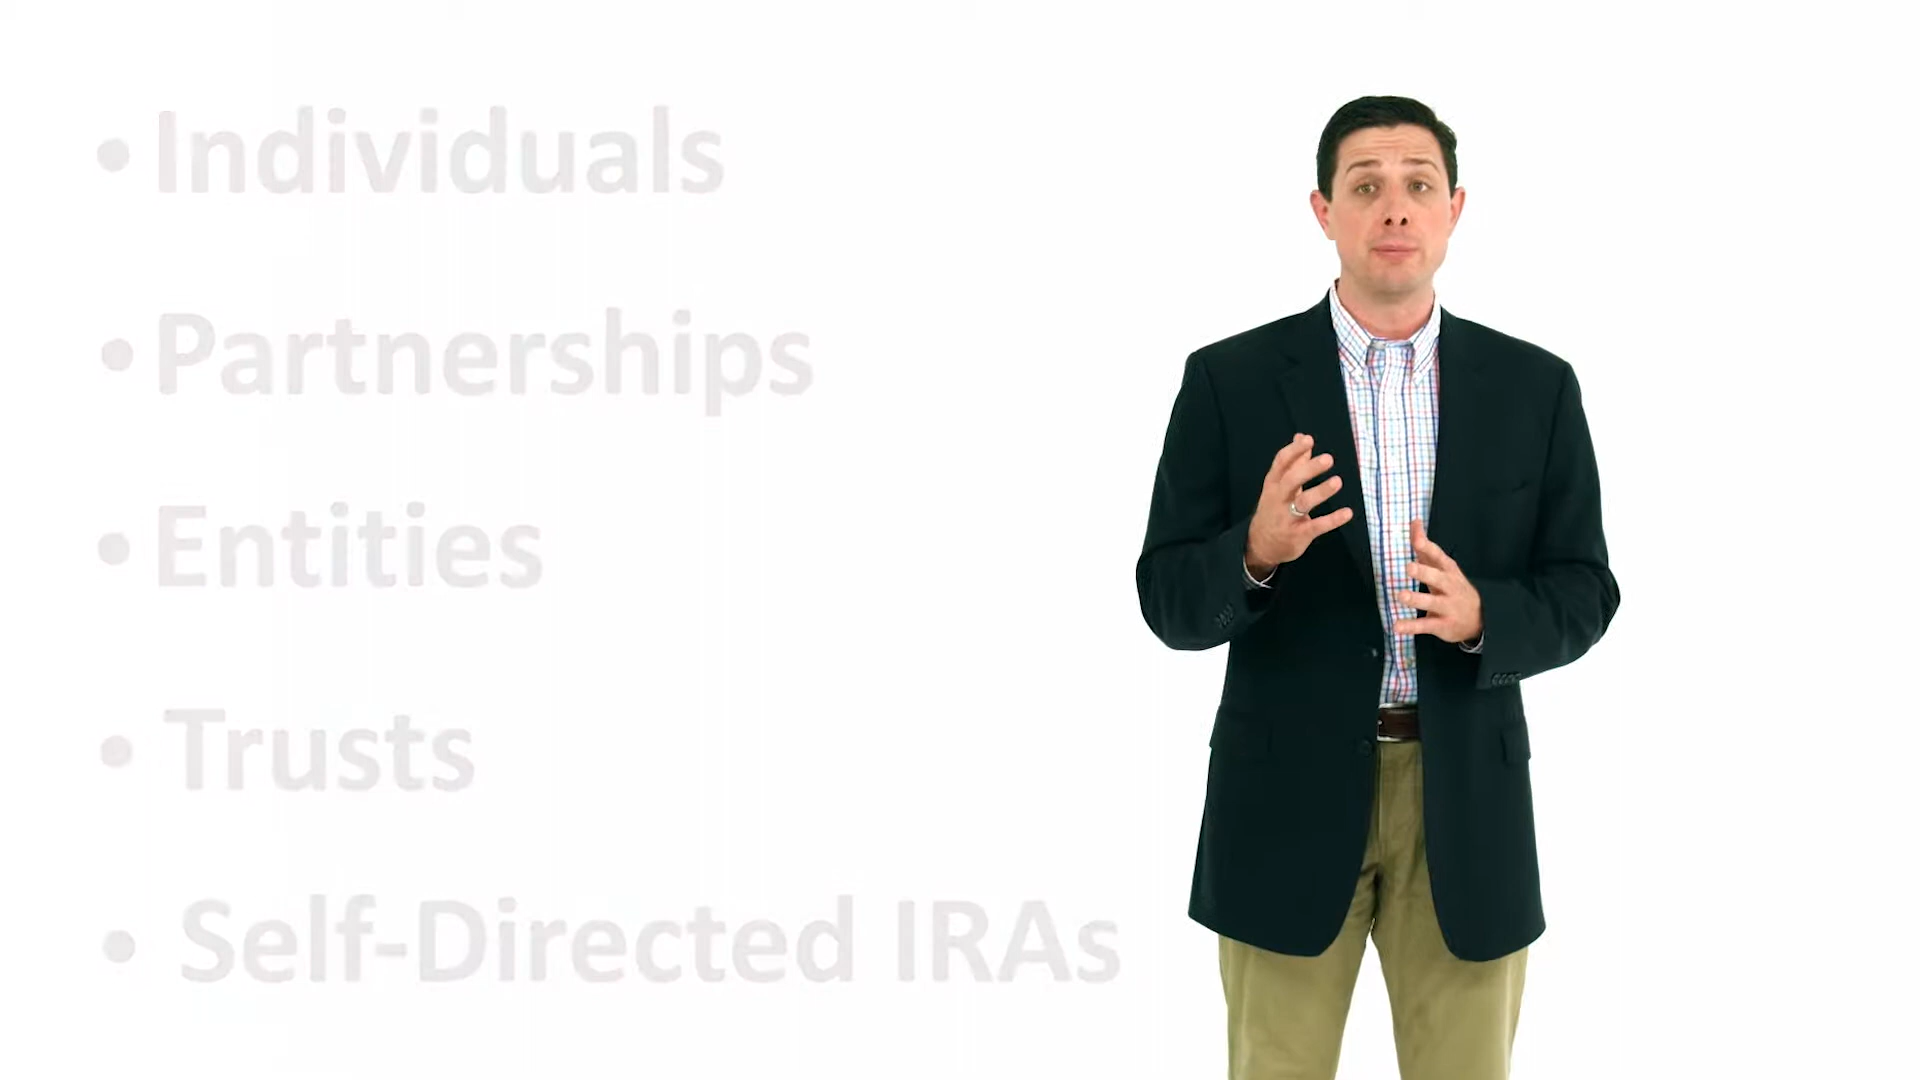 • Individuals
• Partnerships
• Entities
• Trusts
• Self-Directed IRAs